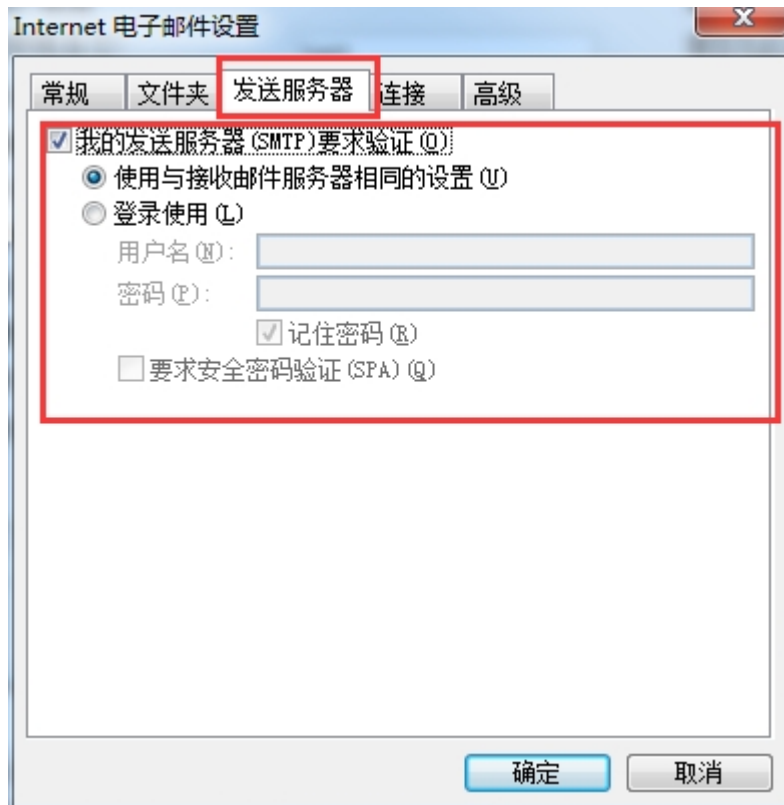 Internet 电子邮件设置
常规 文件夹 发送服务器 连接 高级
我的发送服务器(SMTP)要求验证(O)
使用与接收邮件服务器相同的设置(U)
登录使用(L)
用户名(N):
密码(P):
记住密码(R)
要求安全密码验证(SPA)(Q)
确定 取消